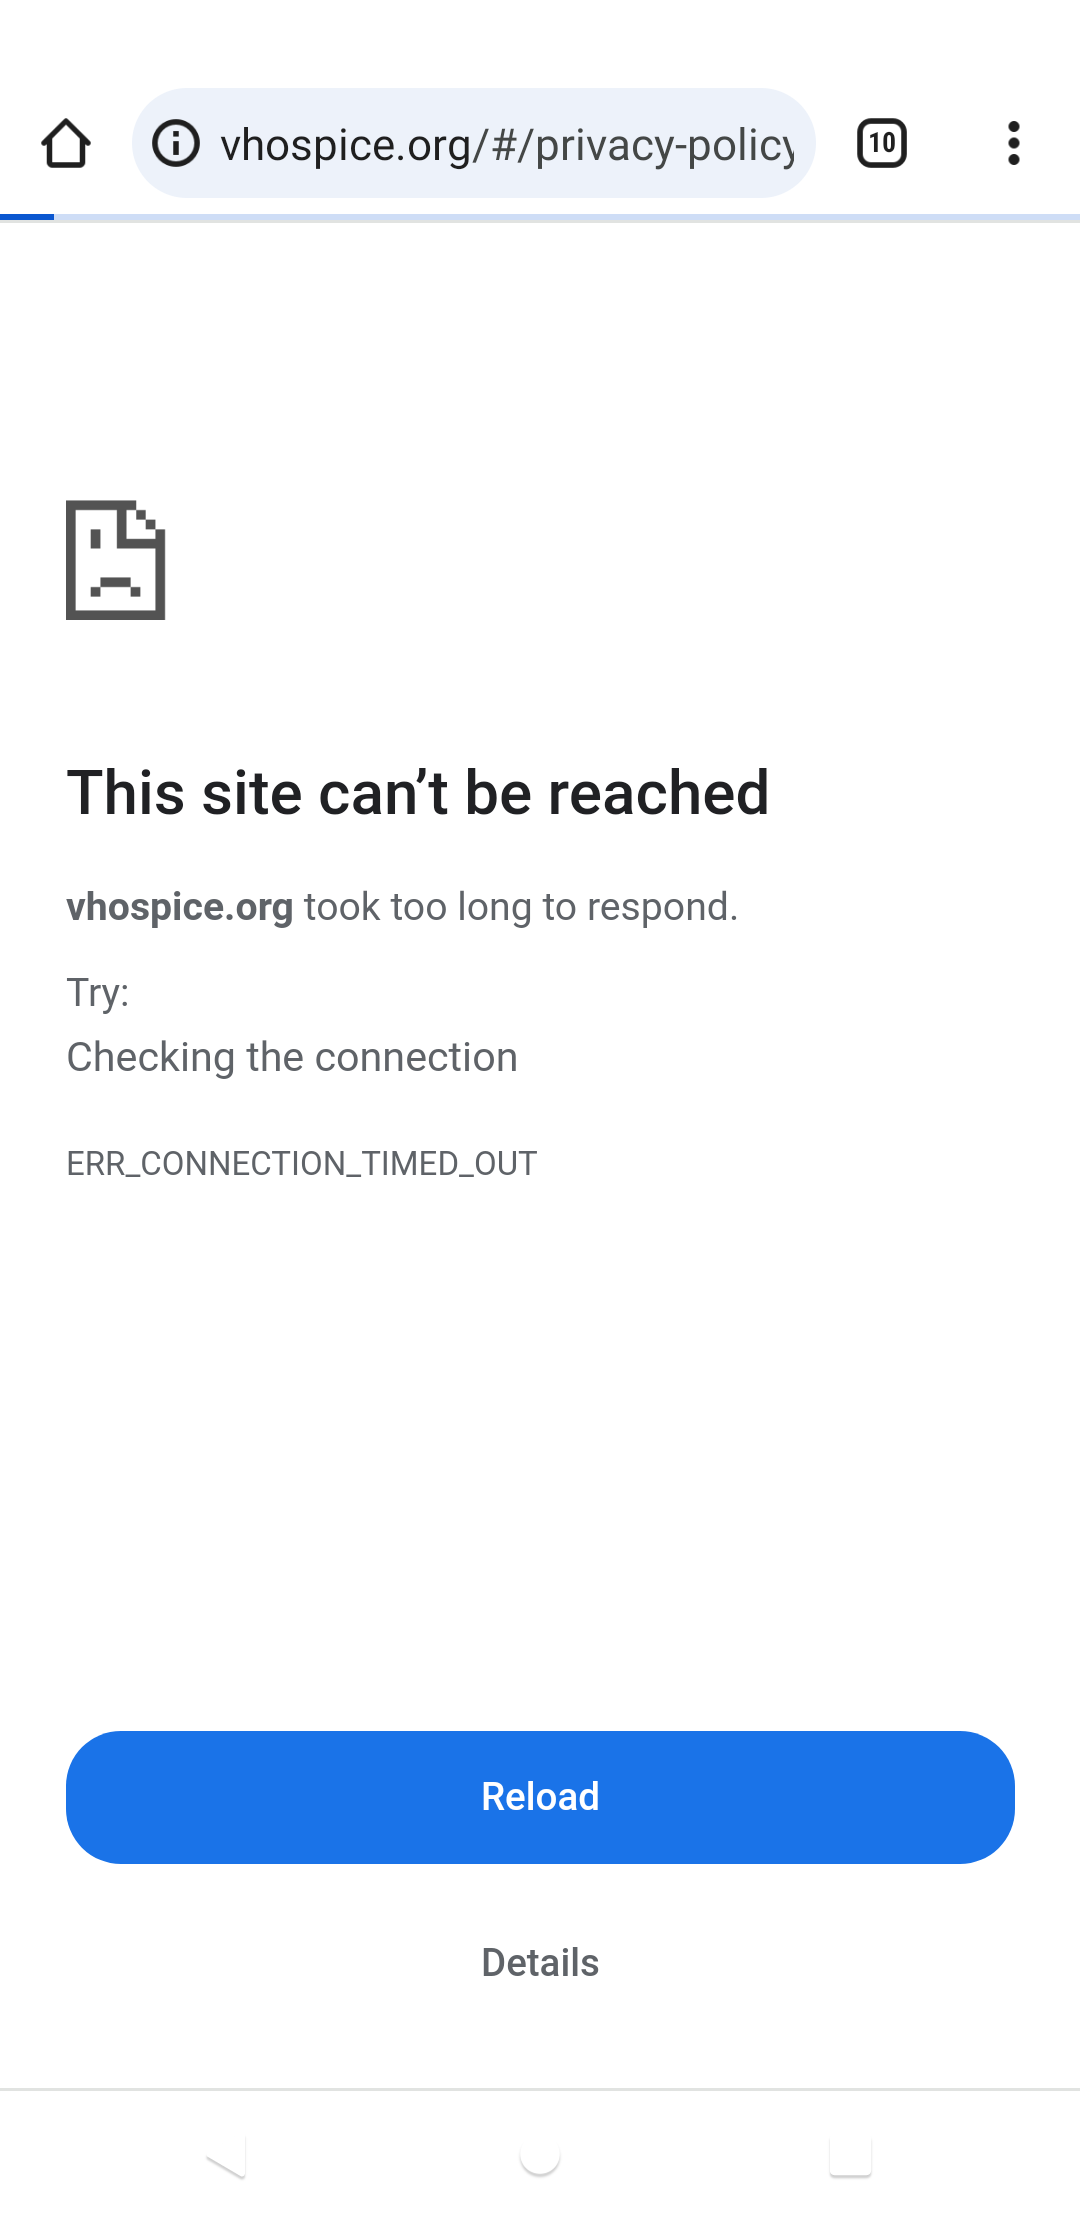 vhospice.org/#/privacy-policy
10
This site can’t be reached
vhospice.org took too long to respond.
Try:
Checking the connection
ERR_CONNECTION_TIMED_OUT
Reload
Details